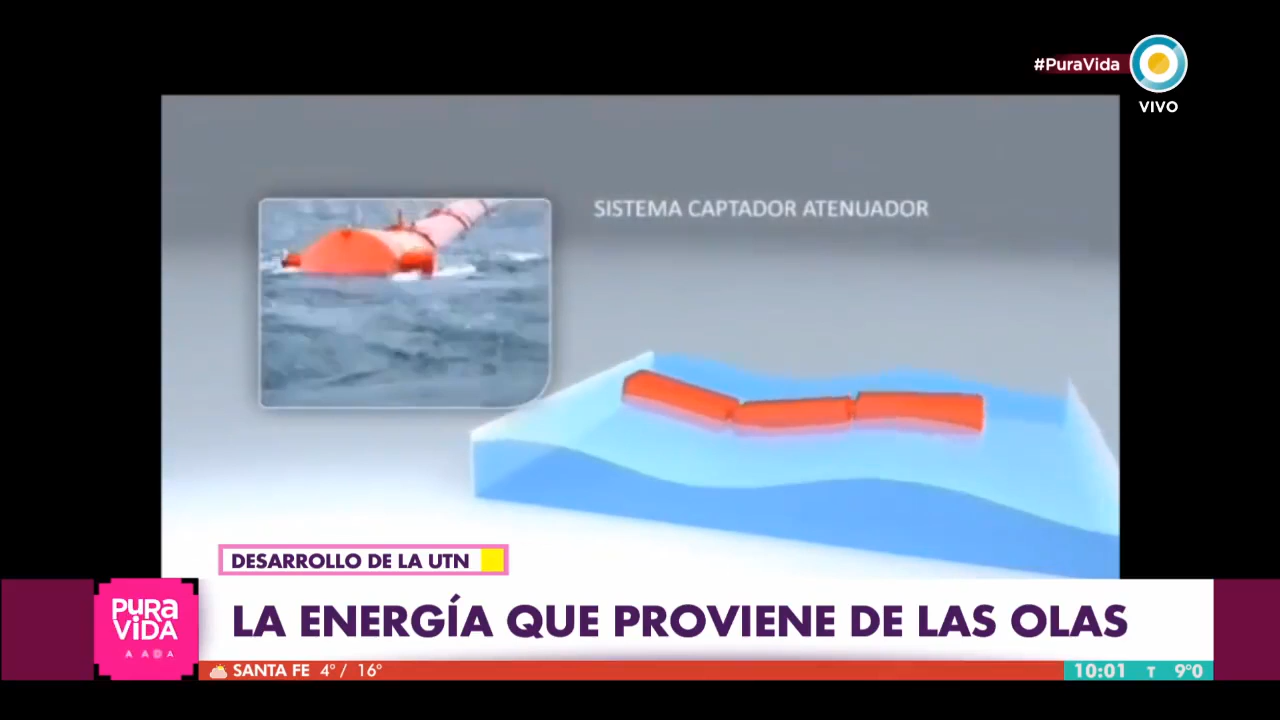 #PuraVida
VIVO
SISTEMA CAPTADOR ATENUADOR
DESARROLLO DE LA UTN
PURA
VIDA
LA ENERGÍA QUE PROVIENE DE LAS OLAS
SANTA FE 4° / 16°
10:01 T 9°0